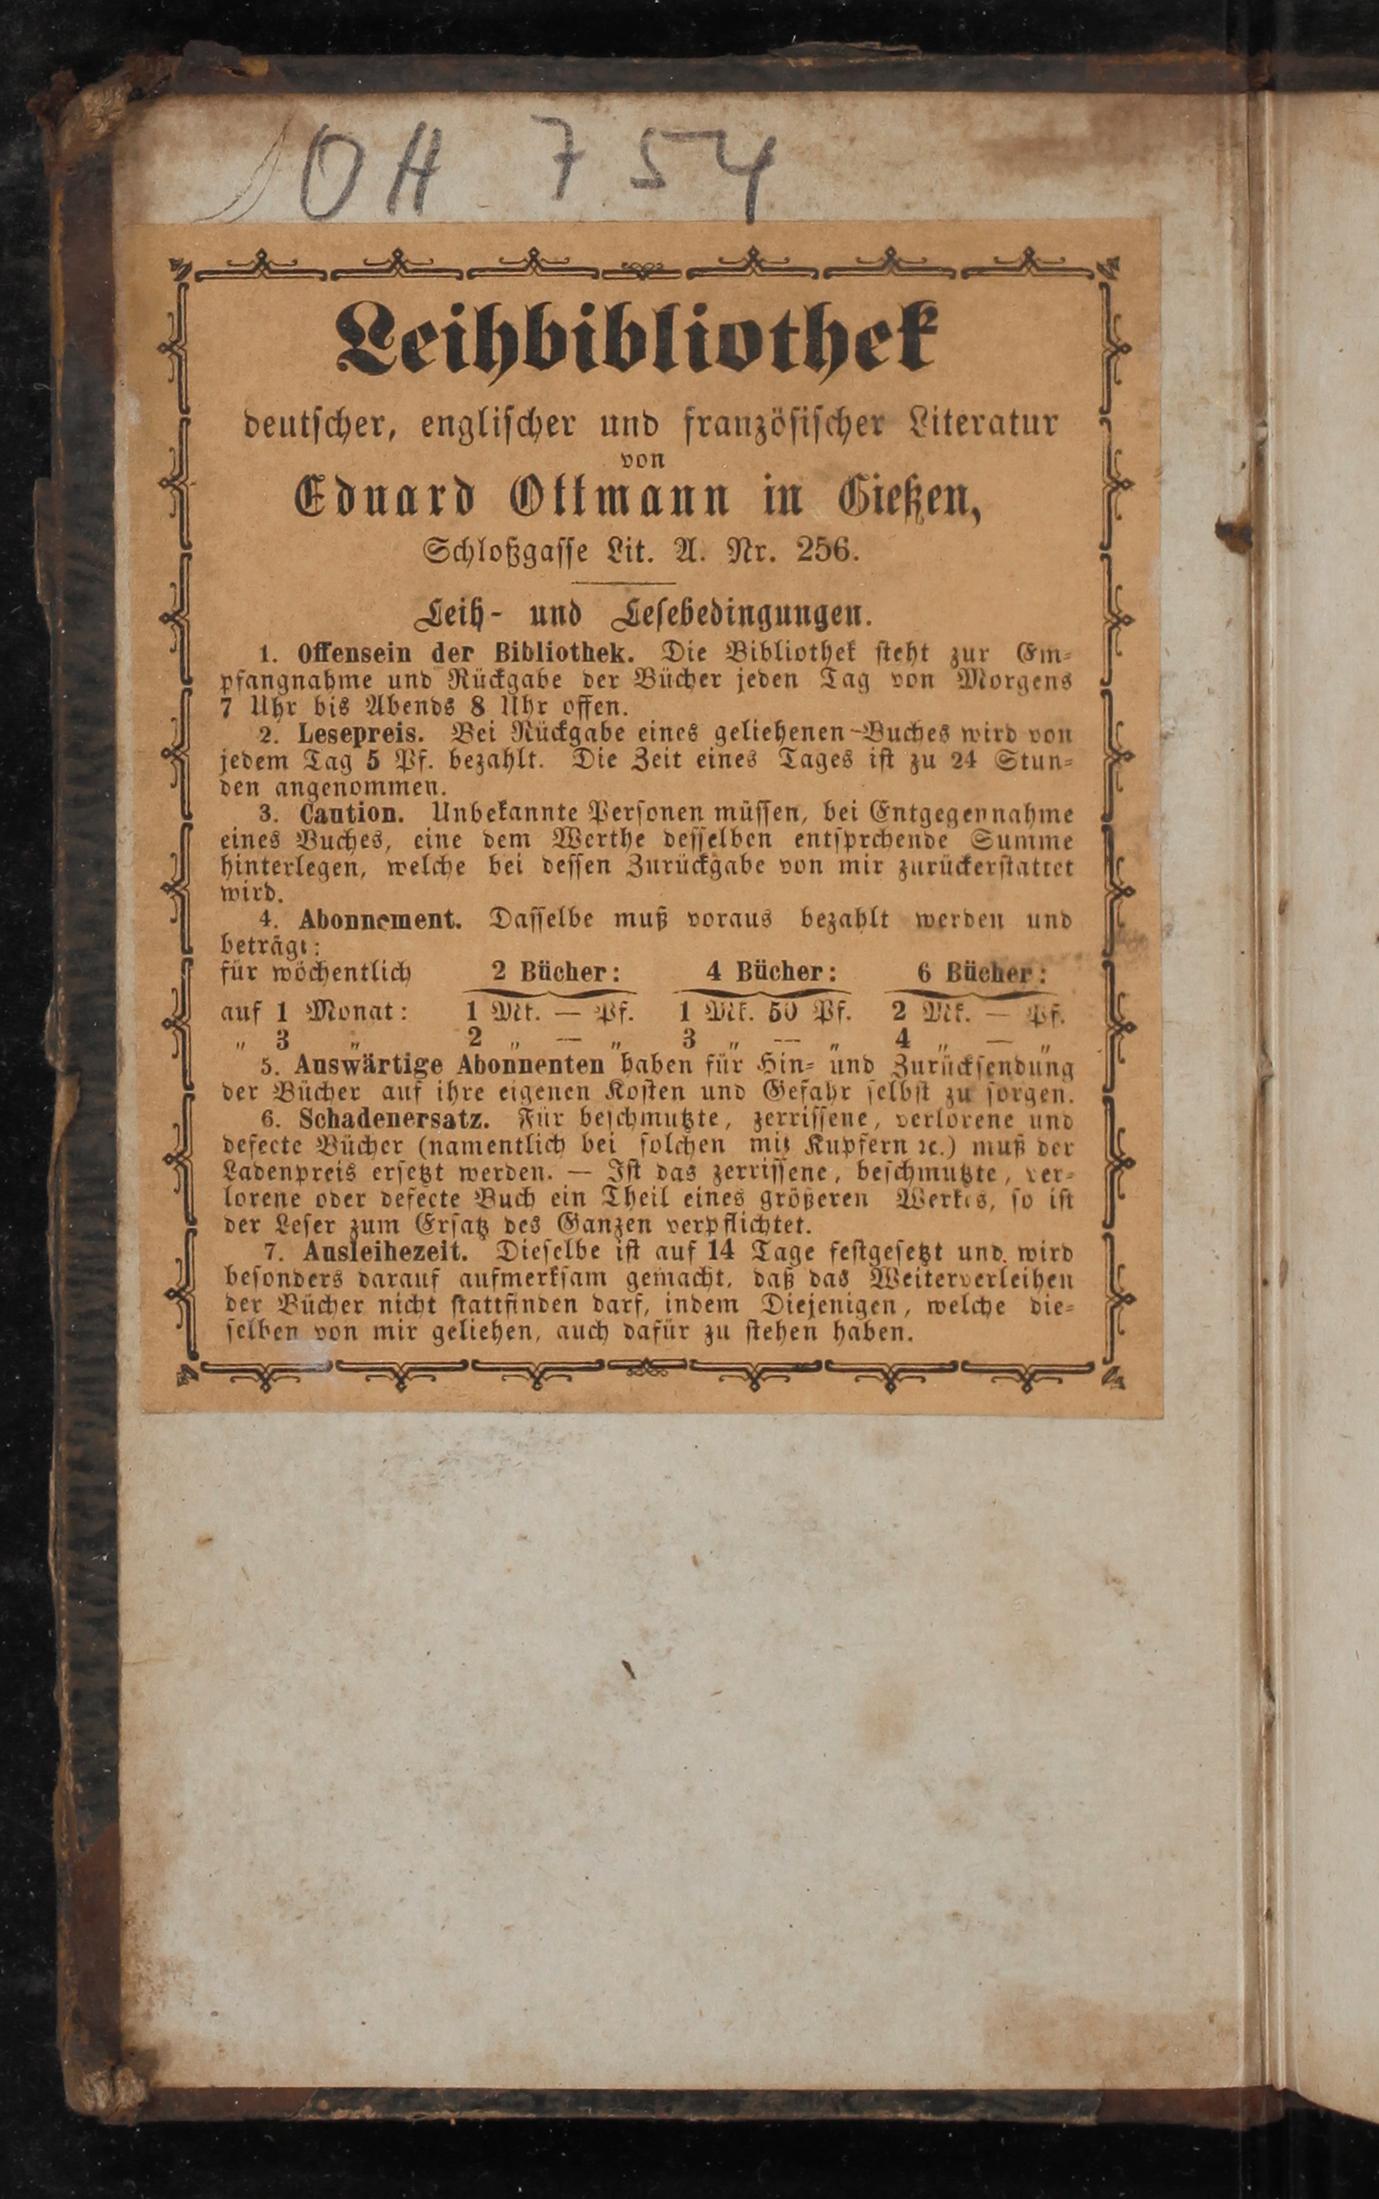 OH 754
Leihbibliothek
deutscher, englischer und französischer Literatur
von
Eduard Ottmann in Gießen,
Schloßgasse Lit. A. Nr. 256.
Leih- und Lesebedingungen.
1. Offensein der Bibliothek. Die Bibliothek steht zur Em-
pfangnahme und Rückgabe der Bücher jeden Tag von Morgens
7 Uhr bis Abends 8 Uhr offen.
2. Lesepreis. Bei Rückgabe eines geliehenen Buches wird von
jedem Tag 5 Pf. bezahlt. Die Zeit eines Tages ist zu 24 Stun-
den angenommen.
3. Caution. Unbekannte Personen müssen, bei Entgegennahme
eines Buches, eine dem Werthe desselben entsprchende Summe
hinterlegen, welche bei dessen Zurückgabe von mir zurückerstattet
wird.
4. Abonnement. Dasselbe muß voraus bezahlt werden und
beträgt:
für wöchentlich 2 Bücher: 4 Bücher: 6 Bücher:
auf 1 Monat: 1 Mk. — Pf. 1 Mk. 50 Pf. 2 Mk. — Pf.
„ 3 „ 2 „ — „ 3 „ — „ 4 „ — „
5. Auswärtige Abonnenten haben für Hin- und Zurücksendung
der Bücher auf ihre eigenen Kosten und Gefahr selbst zu sorgen.
6. Schadenersatz. Für beschmutzte, zerrissene, verlorene und
defecte Bücher (namentlich bei solchen mit Kupfern ꝛc.) muß der
Ladenpreis ersetzt werden. — Ist das zerrissene, beschmutzte, ver-
lorene oder defecte Buch ein Theil eines größeren Werkes, so ist
der Leser zum Ersatz des Ganzen verpflichtet.
7. Ausleihezeit. Dieselbe ist auf 14 Tage festgesetzt und wird
besonders darauf aufmerksam gemacht, daß das Weiterverleihen
der Bücher nicht stattfinden darf, indem Diejenigen, welche die-
selben von mir geliehen, auch dafür zu stehen haben.